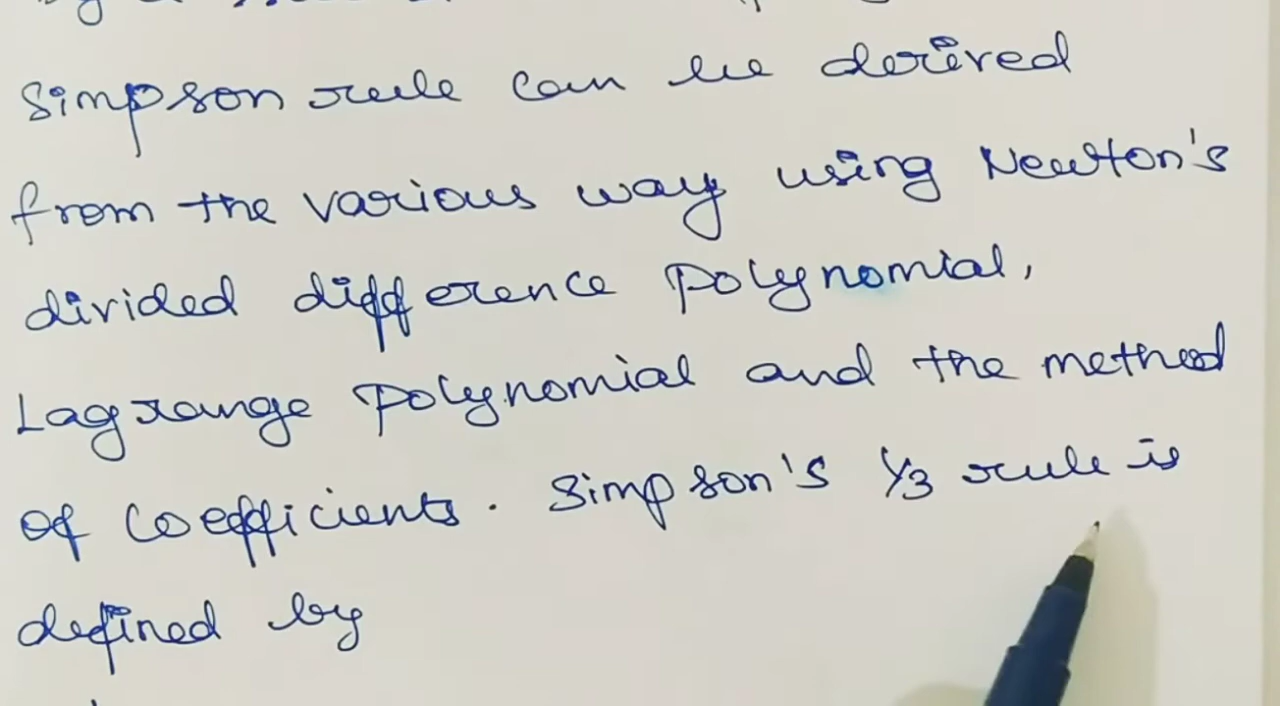 Simpson rule can be derived
from the various way using Newton's
divided difference Polynomial,
Lagrange Polynomial and the method
of coefficients. Simpson's 1/3 rule is
defined by